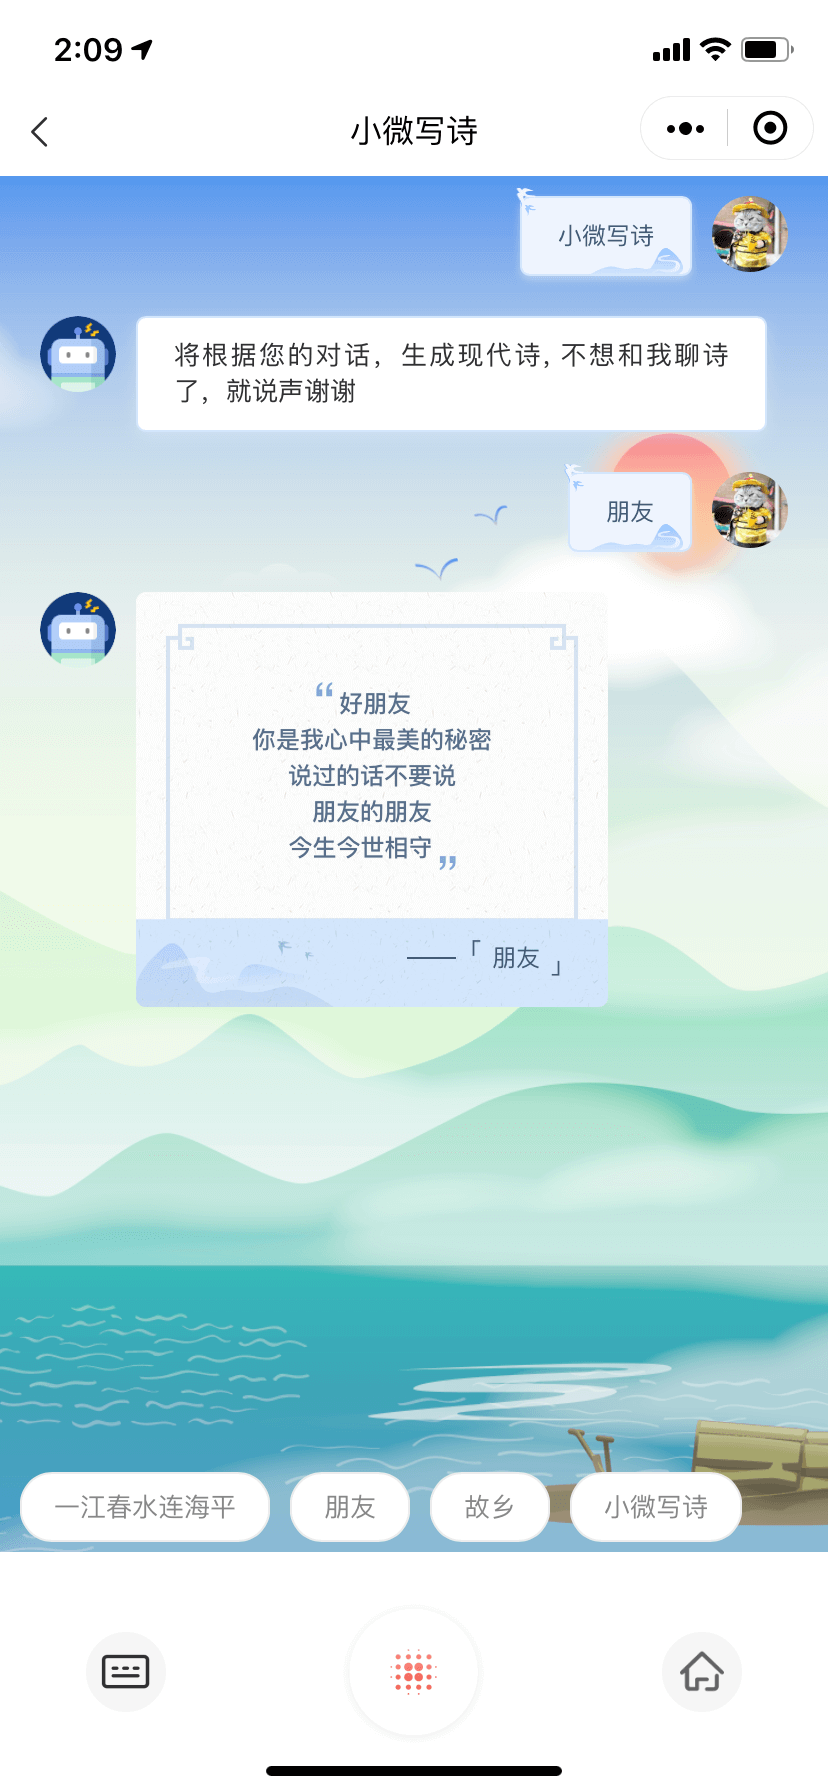 2:09
小微写诗
小微写诗
将根据您的对话，生成现代诗，不想和我聊诗
了，就说声谢谢
朋友
“好朋友
你是我心中最美的秘密
说过的话不要说
朋友的朋友
今生今世相守”
——「 朋友 」
一江春水连海平
朋友
故乡
小微写诗